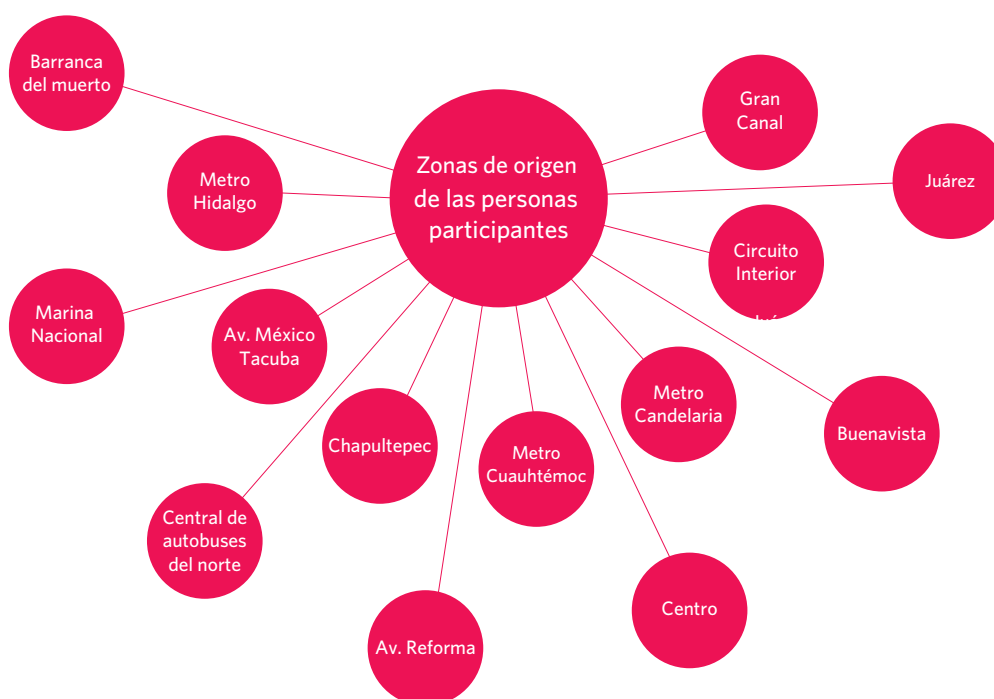 Barranca
del muerto
Zonas de origen
de las personas
participantes
Gran
Canal
Juárez
Metro
Hidalgo
Circuito
Interior
Marina
Nacional
Av. México
Tacuba
Metro
Candelaria
Buenavista
Chapultepec
Metro
Cuauhtémoc
Central de
autobuses
del norte
Centro
Av. Reforma